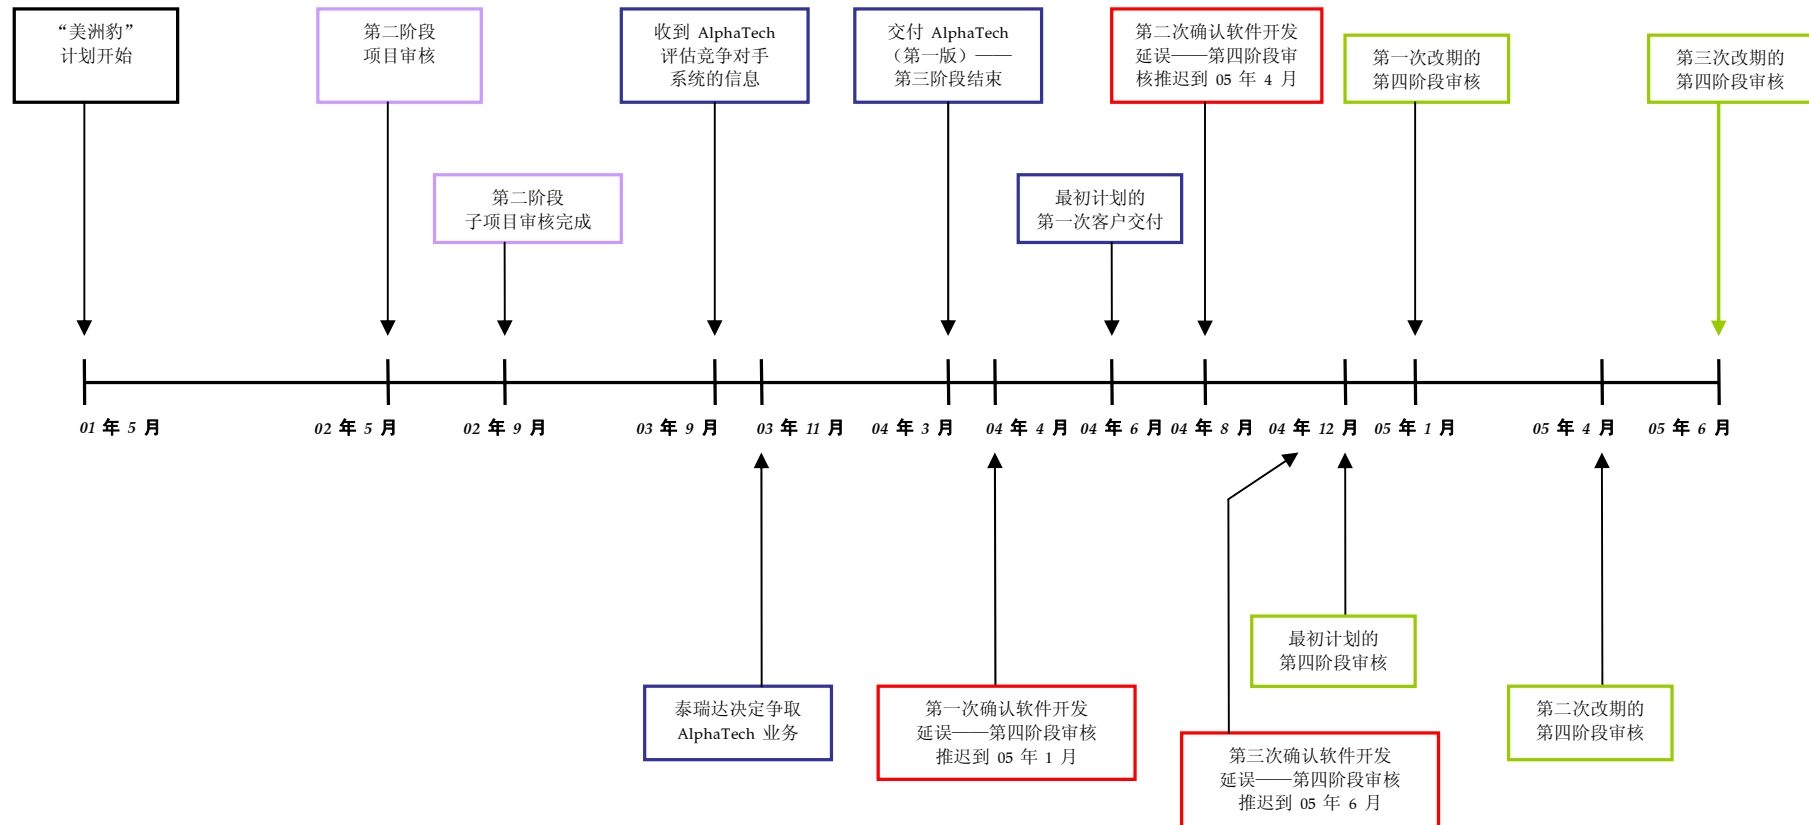 “美洲豹”
计划开始
第二阶段
项目审核
收到 AlphaTech
评估竞争对手
系统的信息
交付 AlphaTech
（第一版）——
第三阶段结束
第二次确认软件开发
延误——第四阶段审
核推迟到 05 年 4 月
第一次改期的
第四阶段审核
第三次改期的
第四阶段审核
第二阶段
子项目审核完成
最初计划的
第一次客户交付
01 年 5 月
02 年 5 月
02 年 9 月
03 年 9 月
03 年 11 月
04 年 3 月
04 年 4 月
04 年 6 月
04 年 8 月
04 年 12 月
05 年 1 月
05 年 4 月
05 年 6 月
泰瑞达决定争取
AlphaTech 业务
第一次确认软件开发
延误——第四阶段审核
推迟到 05 年 1 月
最初计划的
第四阶段审核
第三次确认软件开发
延误——第四阶段审核
推迟到 05 年 6 月
第二次改期的
第四阶段审核